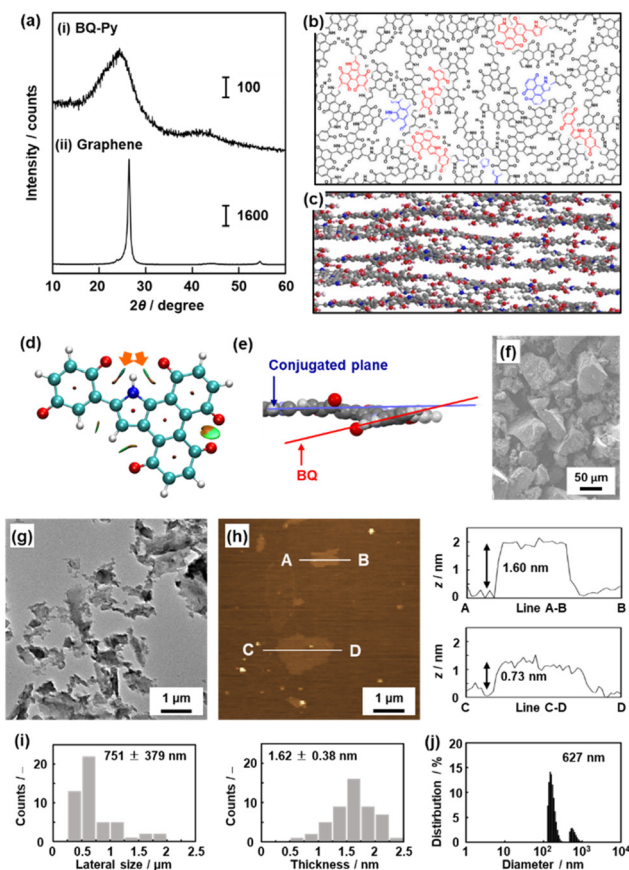 (a)
(i) BQ-Py
100
(ii) Graphene
1600
Intensity / counts
10 20 30 40 50 60
2θ / degree
(b)
(c)
(d)
(e)
Conjugated plane
BQ
(f)
50 μm
(g)
1 μm
(h)
A B
C D
1 μm
z / nm
2
1
0
1.60 nm
A Line A-B B
z / nm
2
1
0
0.73 nm
C Line C-D D
(i)
751 ± 379 nm
Counts / _
20
10
0
0.5 1 1.5 2 2.5
Lateral size / μm
1.62 ± 0.38 nm
Counts / _
20
10
0
0.5 1 1.5 2 2.5
Thickness / nm
(j)
627 nm
Distirbution / %
20
15
10
5
0
1 10 10² 10³ 10⁴
Diameter / nm